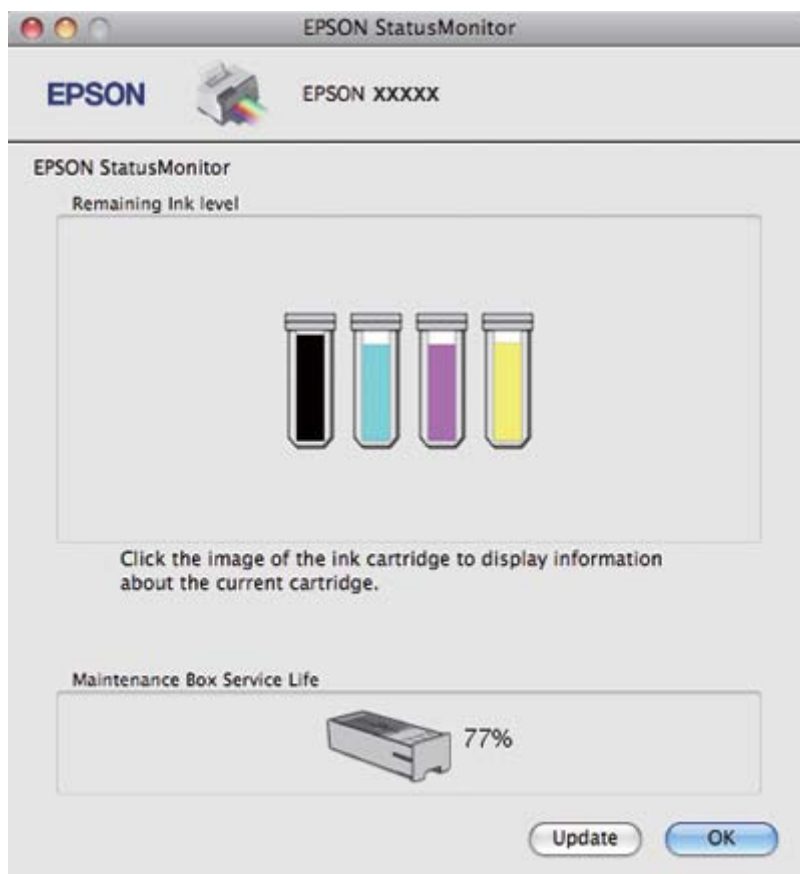 EPSON StatusMonitor
EPSON
EPSON XXXXX
EPSON StatusMonitor
Remaining Ink level
Click the image of the ink cartridge to display information
about the current cartridge.
Maintenance Box Service Life
77%
Update
OK